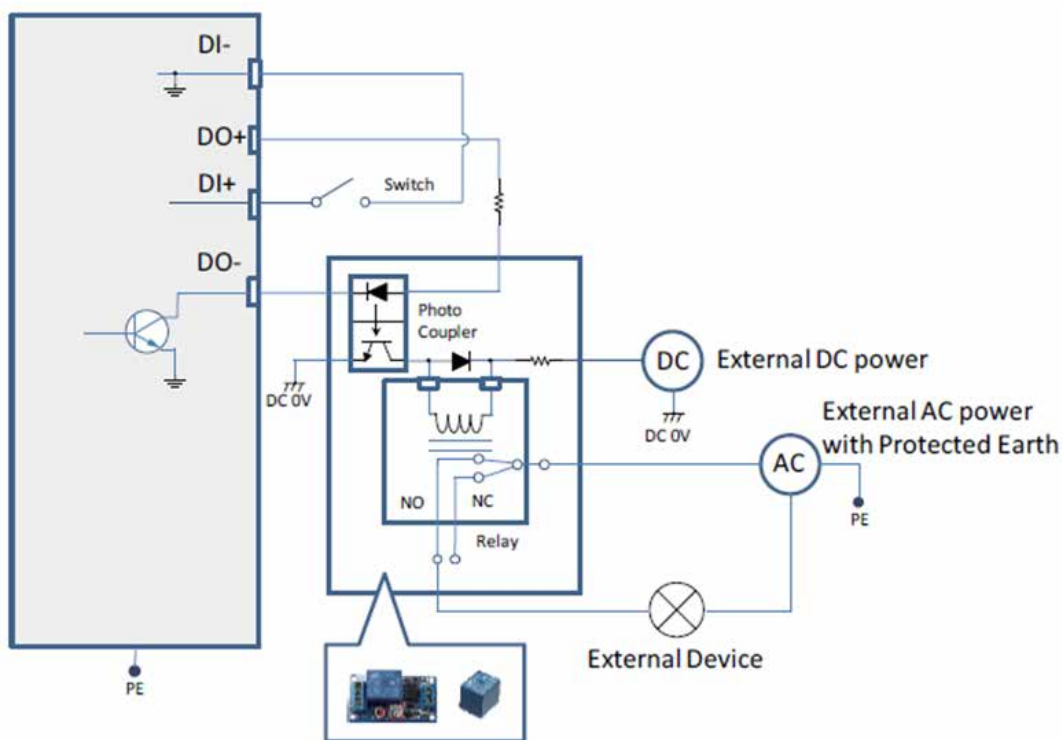 DI-
DO+
DI+
Switch
DO-
Photo
Coupler
DC
External DC power
DC 0V
DC 0V
External AC power
with Protected Earth
AC
NO
NC
PE
Relay
External Device
PE